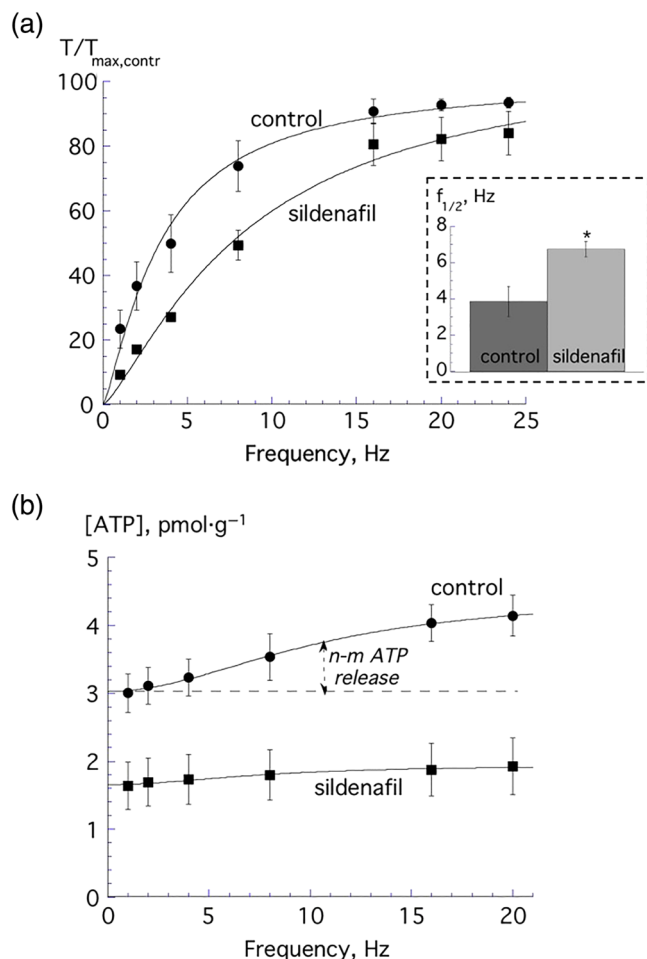 (a)
T/Tmax,contr
100
80
60
40
20
0
control
sildenafil
0 5 10 15 20 25
Frequency, Hz
f1/2, Hz
8
6
4
2
0
*
control sildenafil
(b)
[ATP], pmol·g⁻¹
5
4
3
2
1
0
control
n-m ATP
release
sildenafil
0 5 10 15 20
Frequency, Hz